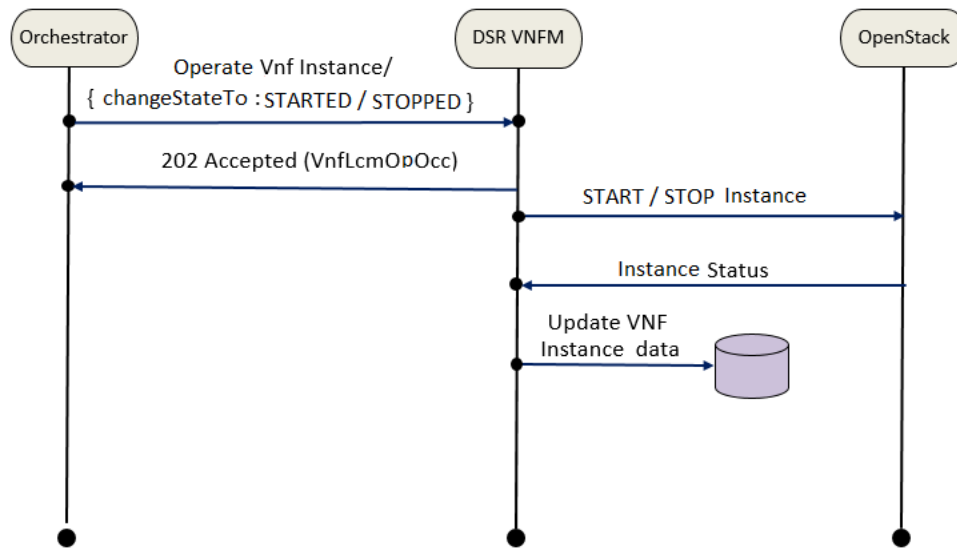 Orchestrator
DSR VNFM
OpenStack
Operate Vnf Instance/
{ changeStateTo : STARTED / STOPPED }
202 Accepted (VnfLcmOpOcc)
START / STOP Instance
Instance Status
Update VNF
Instance data